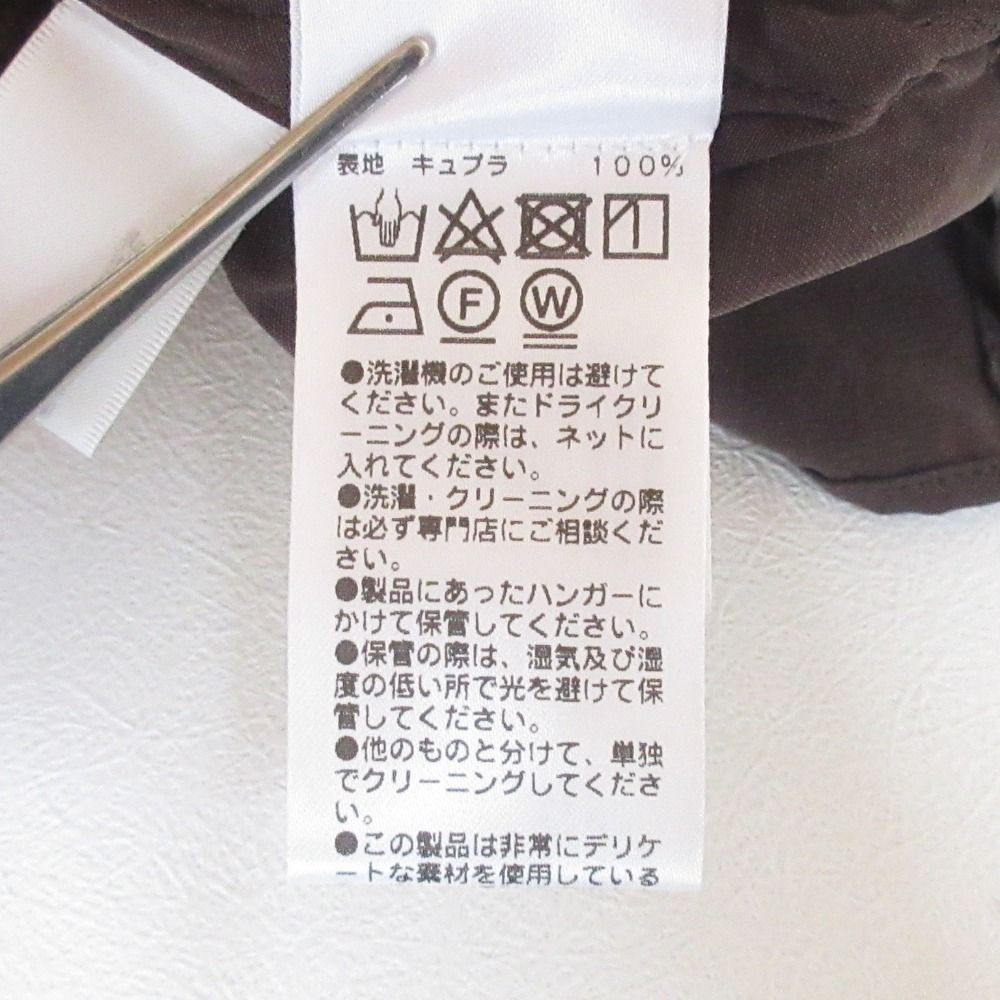 表地　キュプラ　100%
F W
●洗濯機のご使用は避けて
ください。またドライクリ
ーニングの際は、ネットに
入れてください。
●洗濯・クリーニングの際
は必ず専門店にご相談くだ
さい。
●製品にあったハンガーに
かけて保管してください。
●保管の際は、湿気及び湿
度の低い所で光を避けて保
管してください。
●他のものと分けて、単独
でクリーニングしてくださ
い。
●この製品は非常にデリケ
ートな素材を使用している